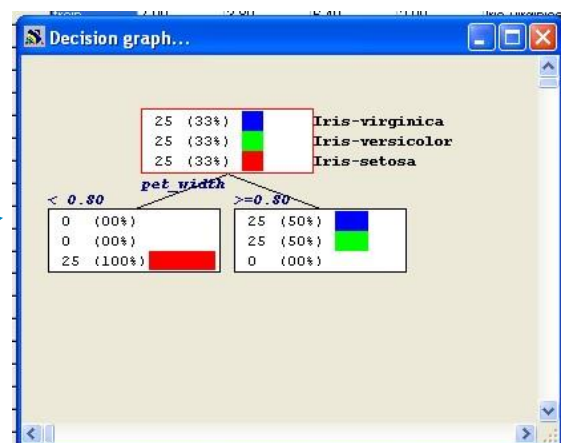 Decision graph...
25 (33%) Iris-virginica
25 (33%) Iris-versicolor
25 (33%) Iris-setosa
pet_width
< 0.80
>=0.80
0 (00%)
0 (00%)
25 (100%)
25 (50%)
25 (50%)
0 (00%)